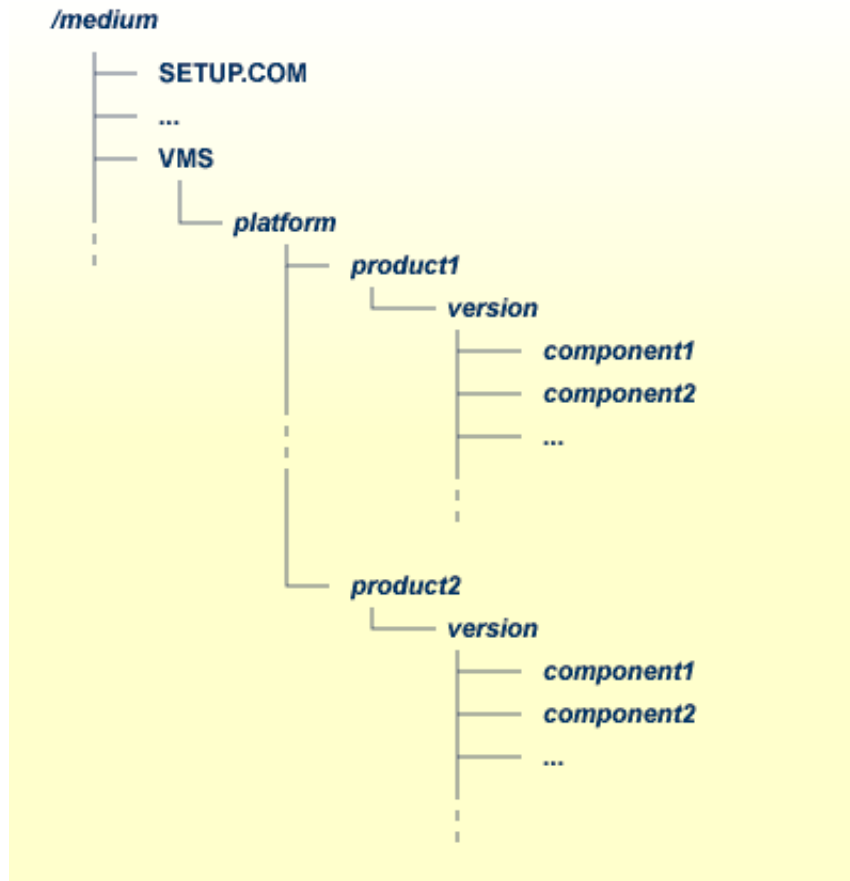 /medium
SETUP.COM
...
VMS
platform
product1
version
component1
component2
...
product2
version
component1
component2
...